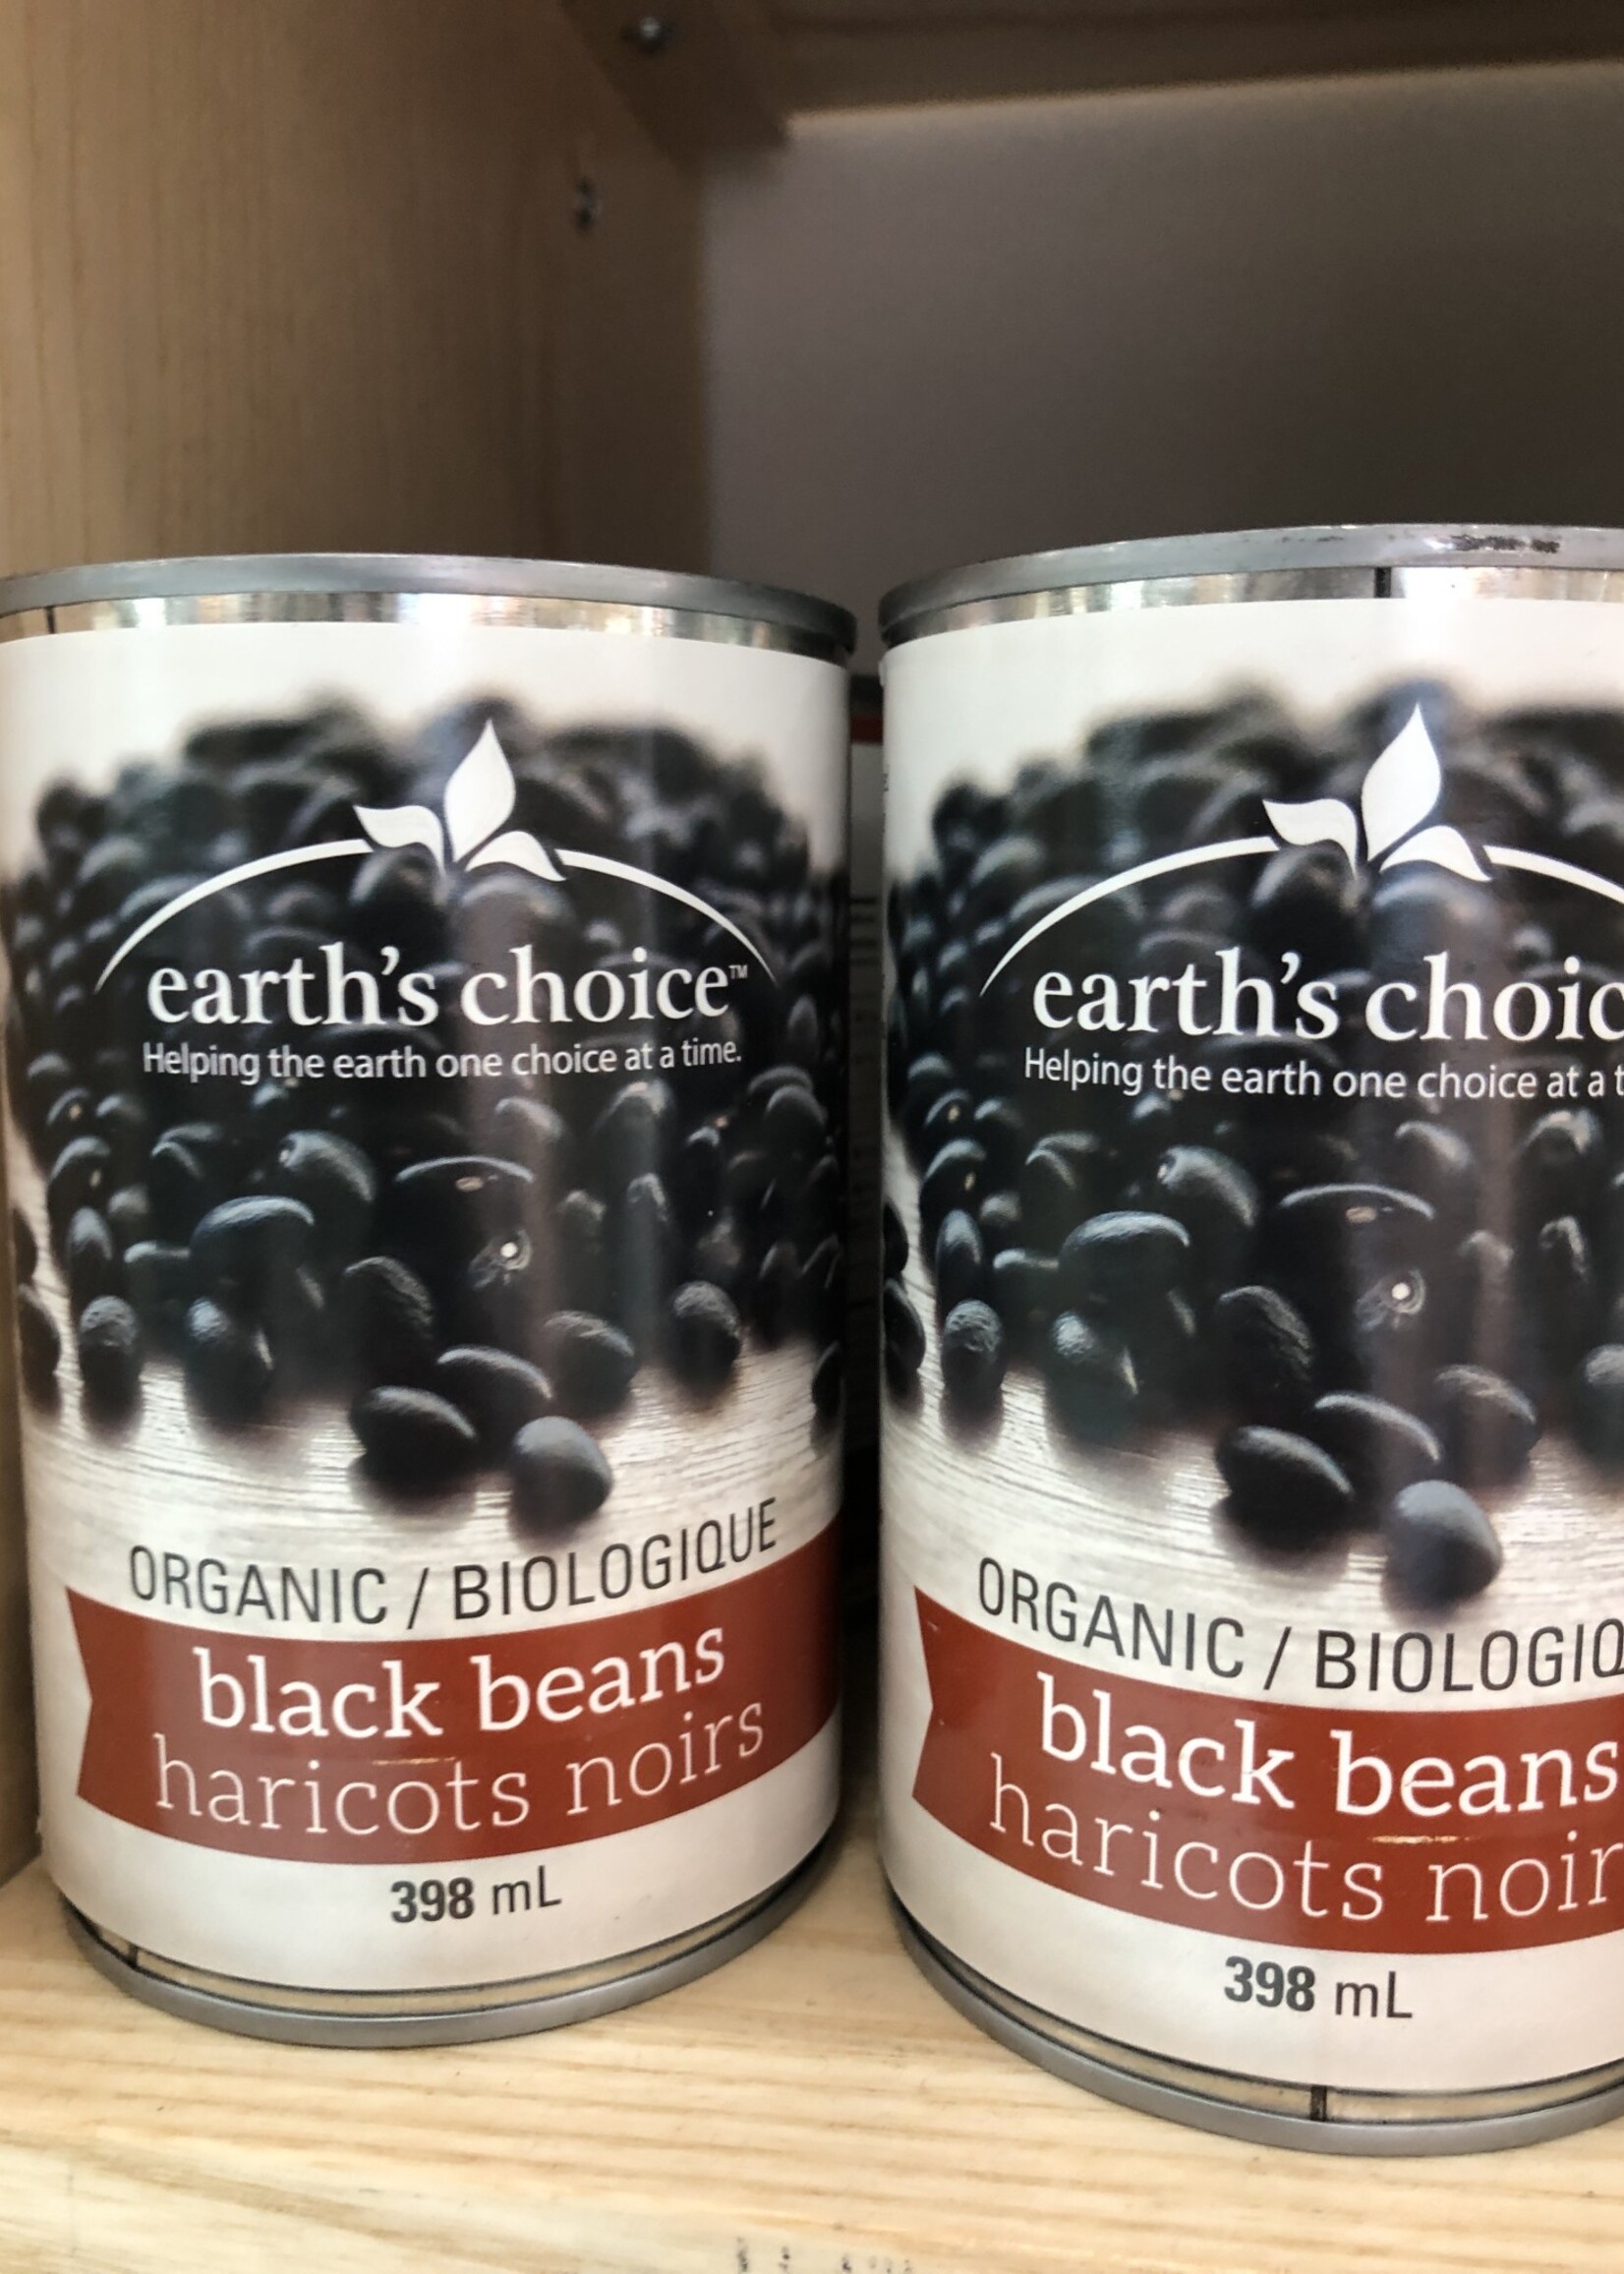 earth's choice™
Helping the earth one choice at a time.
ORGANIC / BIOLOGIQUE
black beans
haricots noirs
398 mL
earth's choic
Helping the earth one choice at a t
ORGANIC / BIOLOGIQ
black beans
haricots noir
398 mL